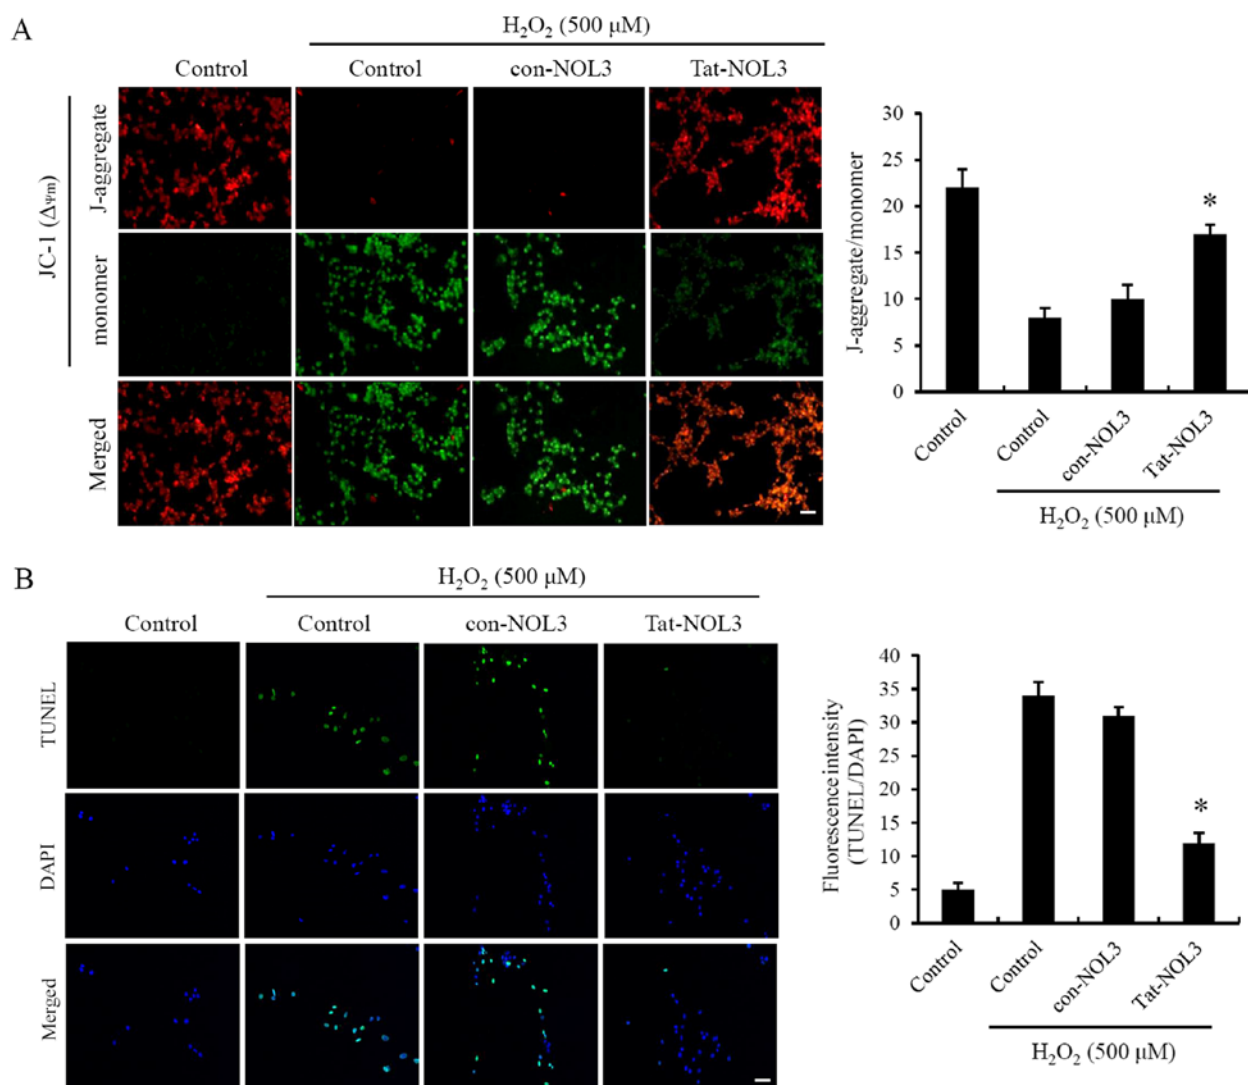 A
H₂O₂ (500 μM)
Control Control con-NOL3 Tat-NOL3
JC-1 (ΔΨm)
J-aggregate
monomer
Merged
J-aggregate/monomer
30
25
20
15
10
5
0
*
Control
Control
con-NOL3
Tat-NOL3
H₂O₂ (500 μM)
B
H₂O₂ (500 μM)
Control Control con-NOL3 Tat-NOL3
TUNEL
DAPI
Merged
Fluorescence intensity
(TUNEL/DAPI)
40
35
30
25
20
15
10
5
0
*
Control
Control
con-NOL3
Tat-NOL3
H₂O₂ (500 μM)